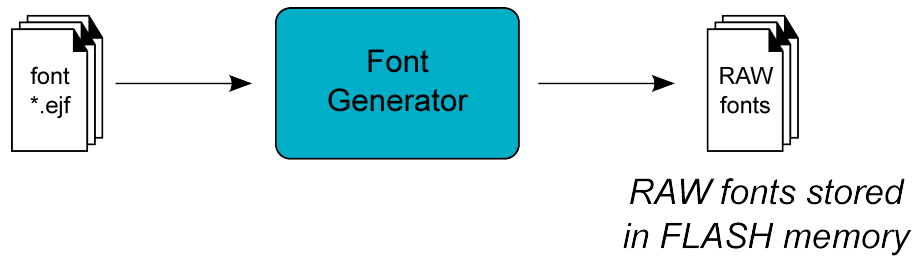 font
*.ejf
Font
Generator
RAW
fonts
RAW fonts stored
in FLASH memory